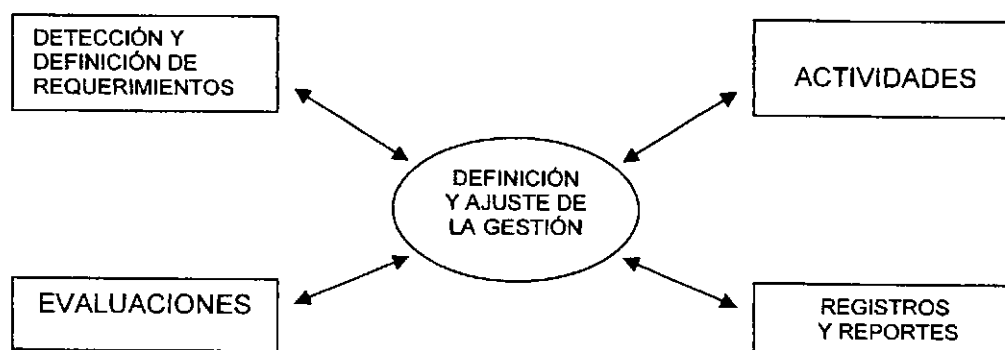 DETECCIÓN Y
DEFINICIÓN DE
REQUERIMIENTOS
ACTIVIDADES
DEFINICIÓN
Y AJUSTE DE
LA GESTIÓN
EVALUACIONES
REGISTROS
Y REPORTES